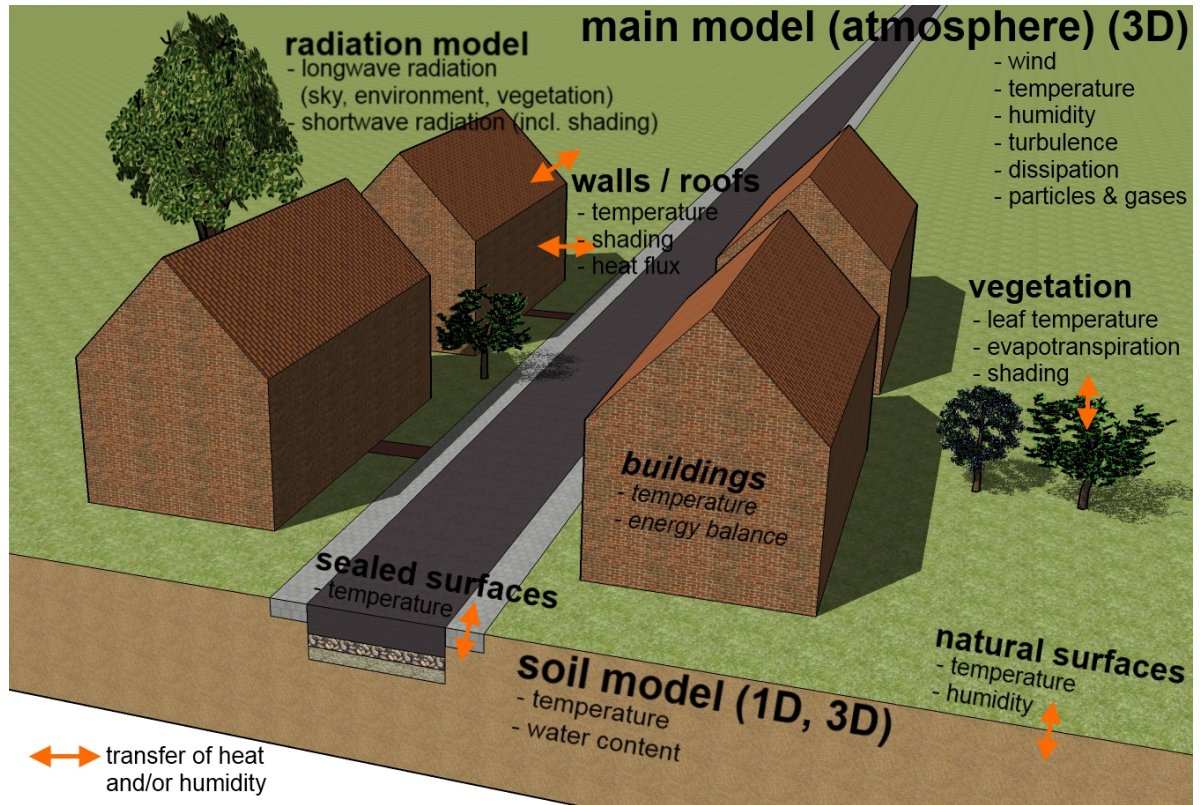 main model (atmosphere) (3D)
- wind
- temperature
- humidity
- turbulence
- dissipation
- particles & gases
radiation model
- longwave radiation
(sky, environment, vegetation)
- shortwave radiation (incl. shading)
walls / roofs
- temperature
- shading
- heat flux
vegetation
- leaf temperature
- evapotranspiration
- shading
buildings
- temperature
- energy balance
sealed surfaces
- temperature
soil model (1D, 3D)
- temperature
- water content
natural surfaces
- temperature
- humidity
transfer of heat
and/or humidity